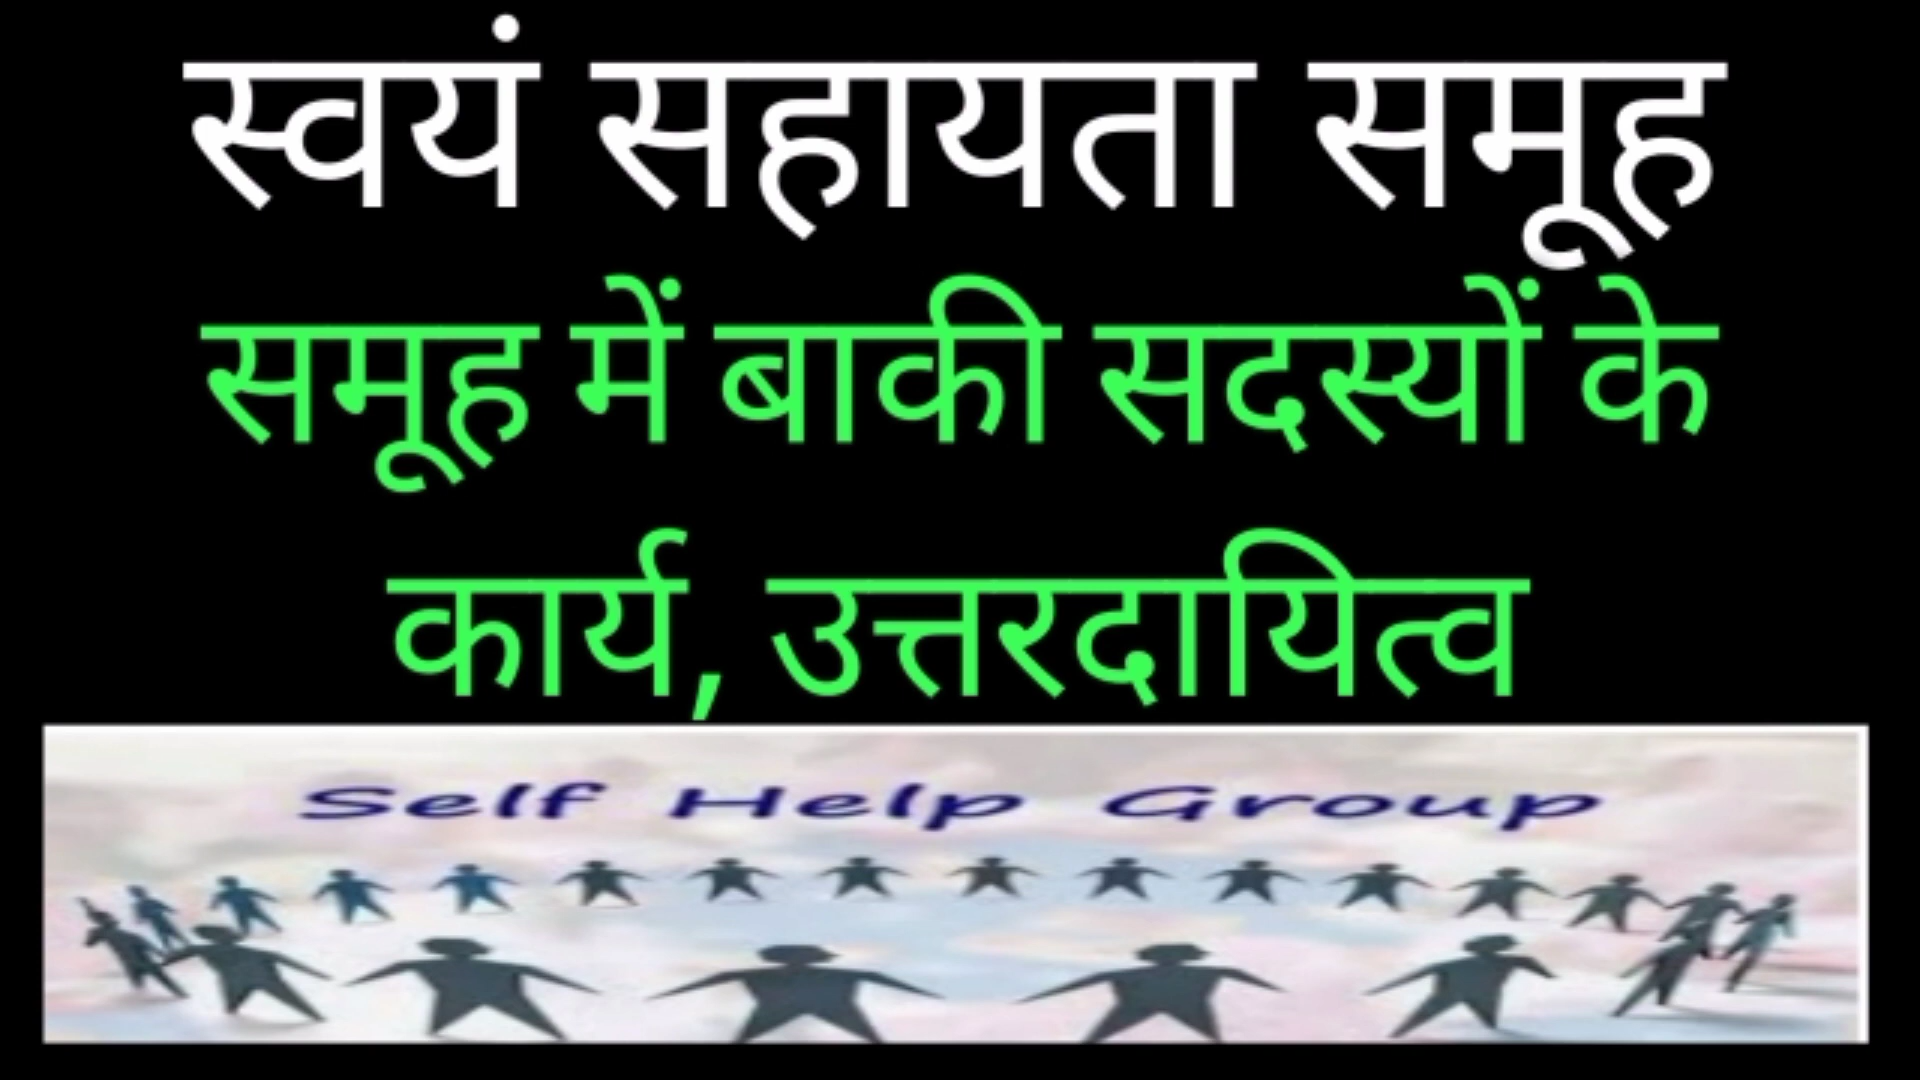 स्वयं सहायता समूह
समूह में बाकी सदस्यों के
कार्य, उत्तरदायित्व
Self Help Group